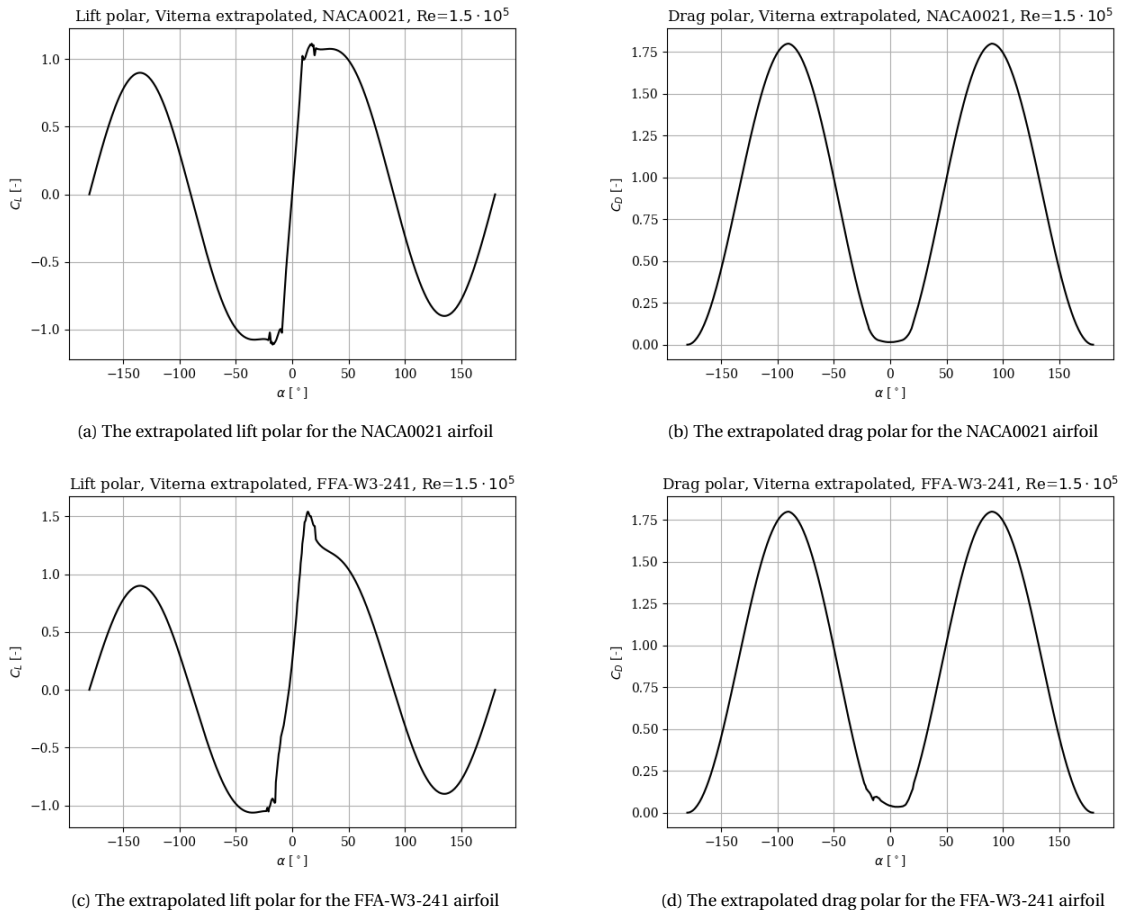 Lift polar, Viterna extrapolated, NACA0021, Re=1.5 · 10⁵
1.0
0.5
0.0
−0.5
−1.0
C_L [-]
−150 −100 −50 0 50 100 150
α [°]
(a) The extrapolated lift polar for the NACA0021 airfoil
Drag polar, Viterna extrapolated, NACA0021, Re=1.5 · 10⁵
1.75
1.50
1.25
1.00
0.75
0.50
0.25
0.00
C_D [-]
−150 −100 −50 0 50 100 150
α [°]
(b) The extrapolated drag polar for the NACA0021 airfoil
Lift polar, Viterna extrapolated, FFA-W3-241, Re=1.5 · 10⁵
1.5
1.0
0.5
0.0
−0.5
−1.0
C_L [-]
−150 −100 −50 0 50 100 150
α [°]
(c) The extrapolated lift polar for the FFA-W3-241 airfoil
Drag polar, Viterna extrapolated, FFA-W3-241, Re=1.5 · 10⁵
1.75
1.50
1.25
1.00
0.75
0.50
0.25
0.00
C_D [-]
−150 −100 −50 0 50 100 150
α [°]
(d) The extrapolated drag polar for the FFA-W3-241 airfoil